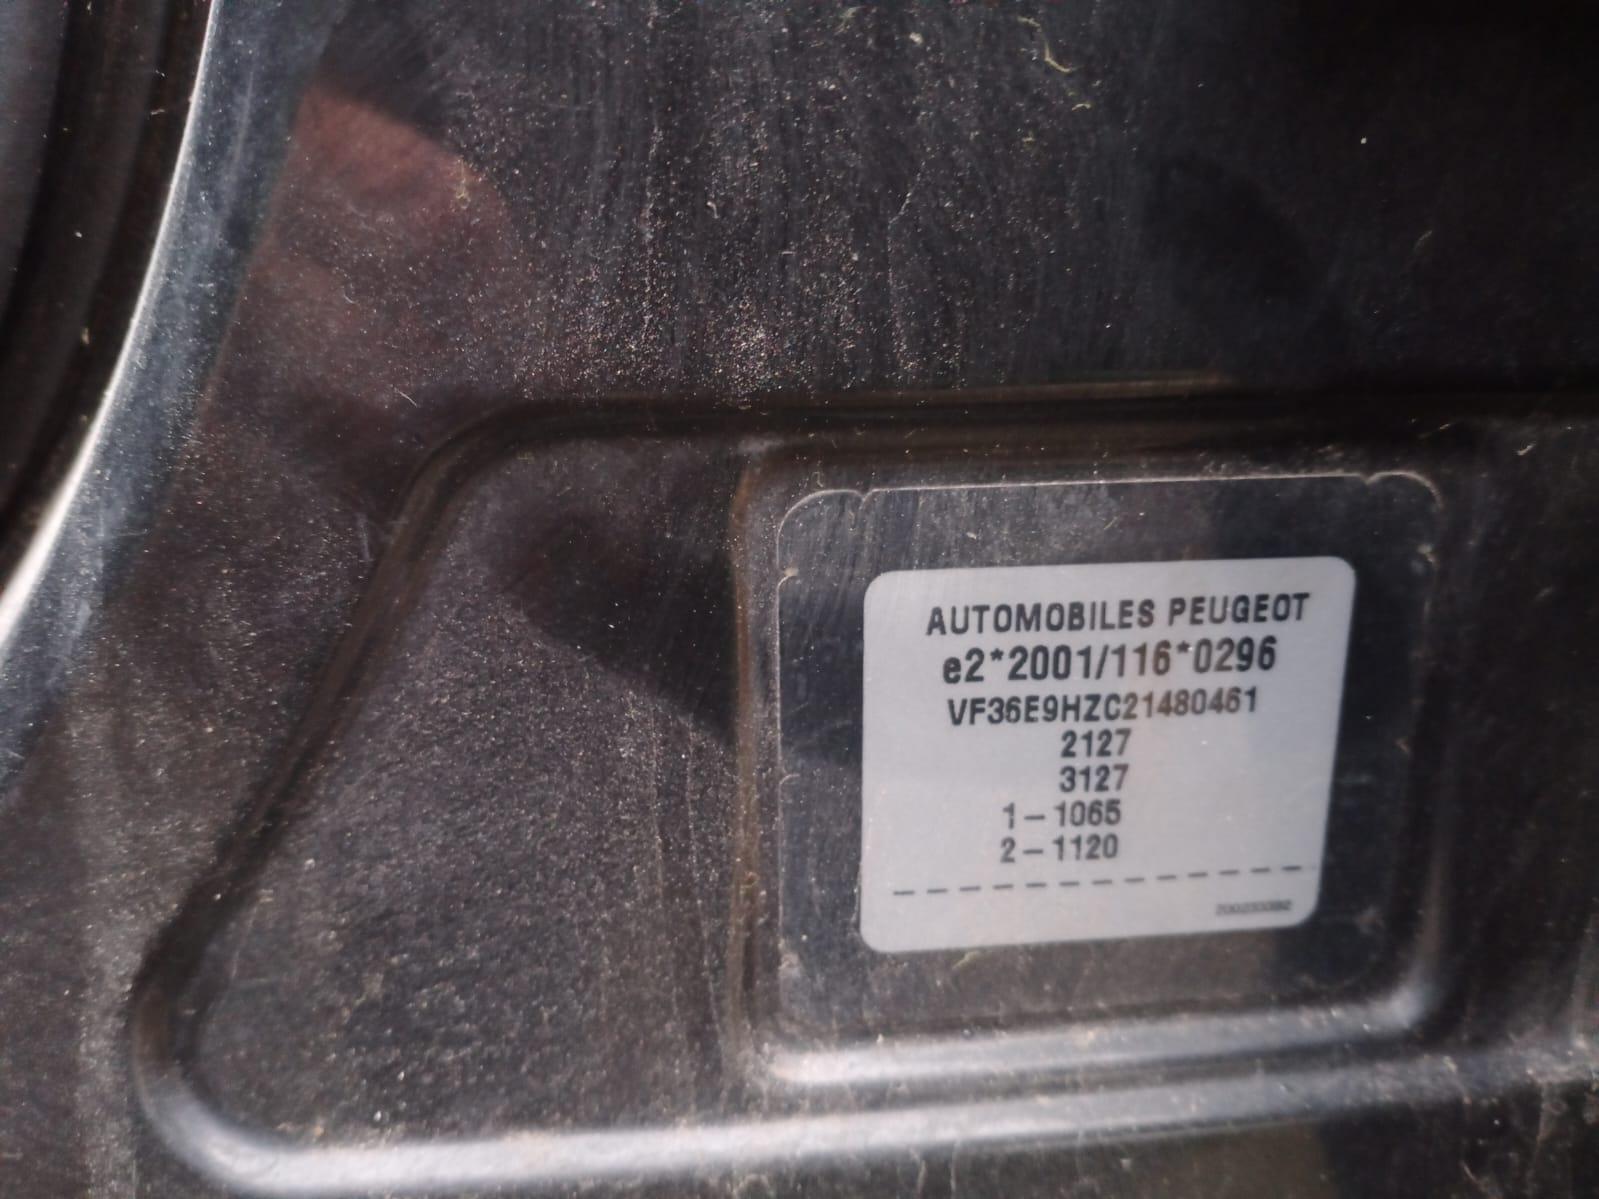 AUTOMOBILES PEUGEOT
e2*2001/116*0296
VF36E9HZC21480461
2127
3127
1-1065
2-1120